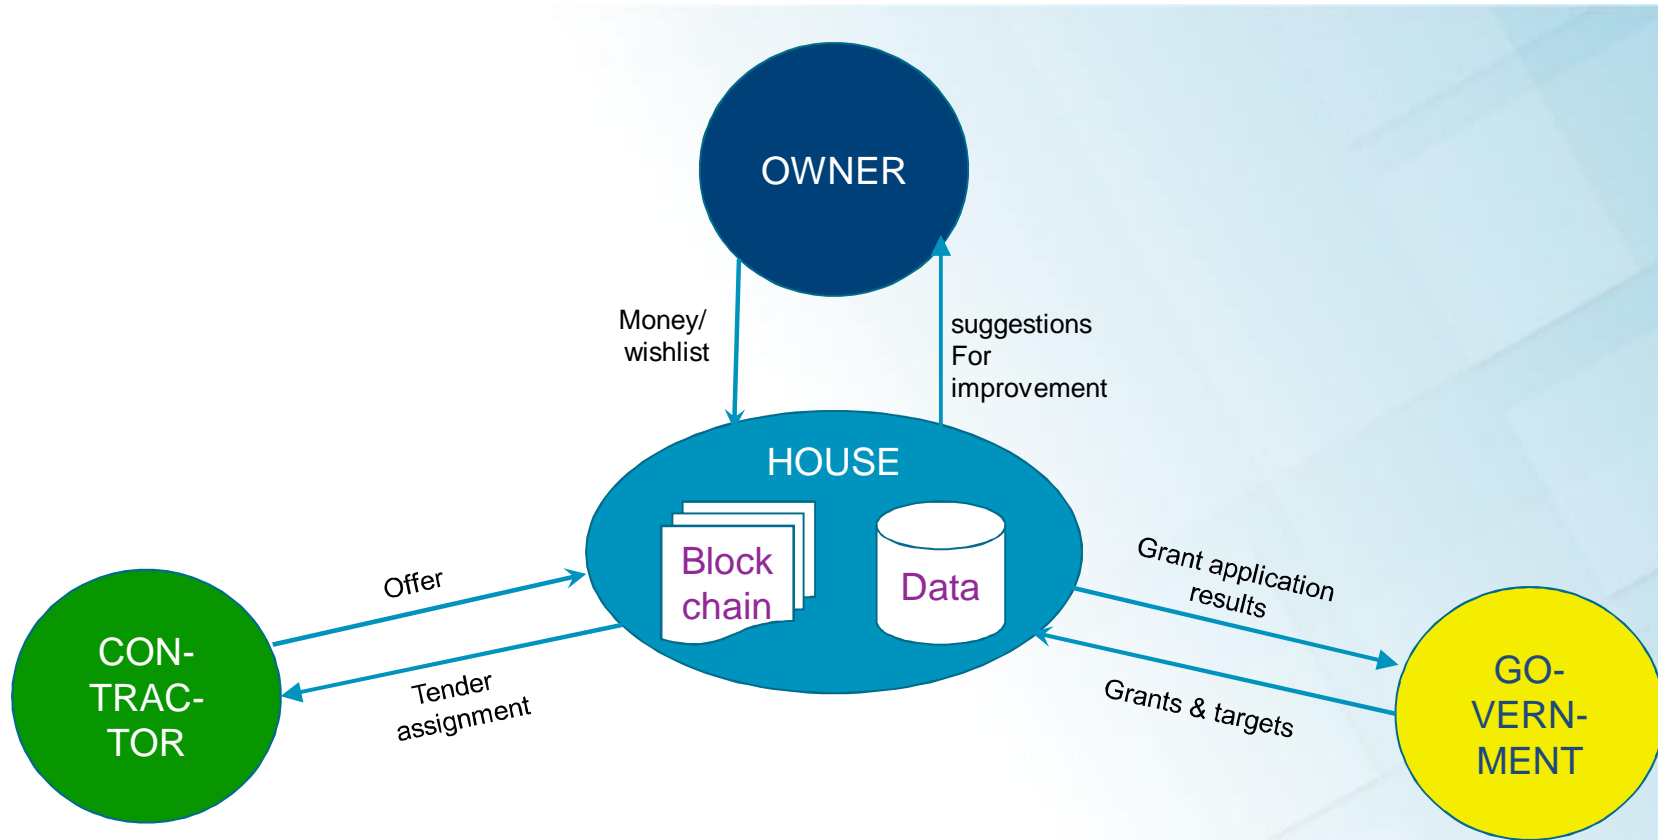 OWNER
Money/
wishlist
suggestions
For
improvement
HOUSE
Block
chain
Data
Offer
Tender
assignment
CON-
TRAC-
TOR
Grant application
results
Grants & targets
GO-
VERN-
MENT